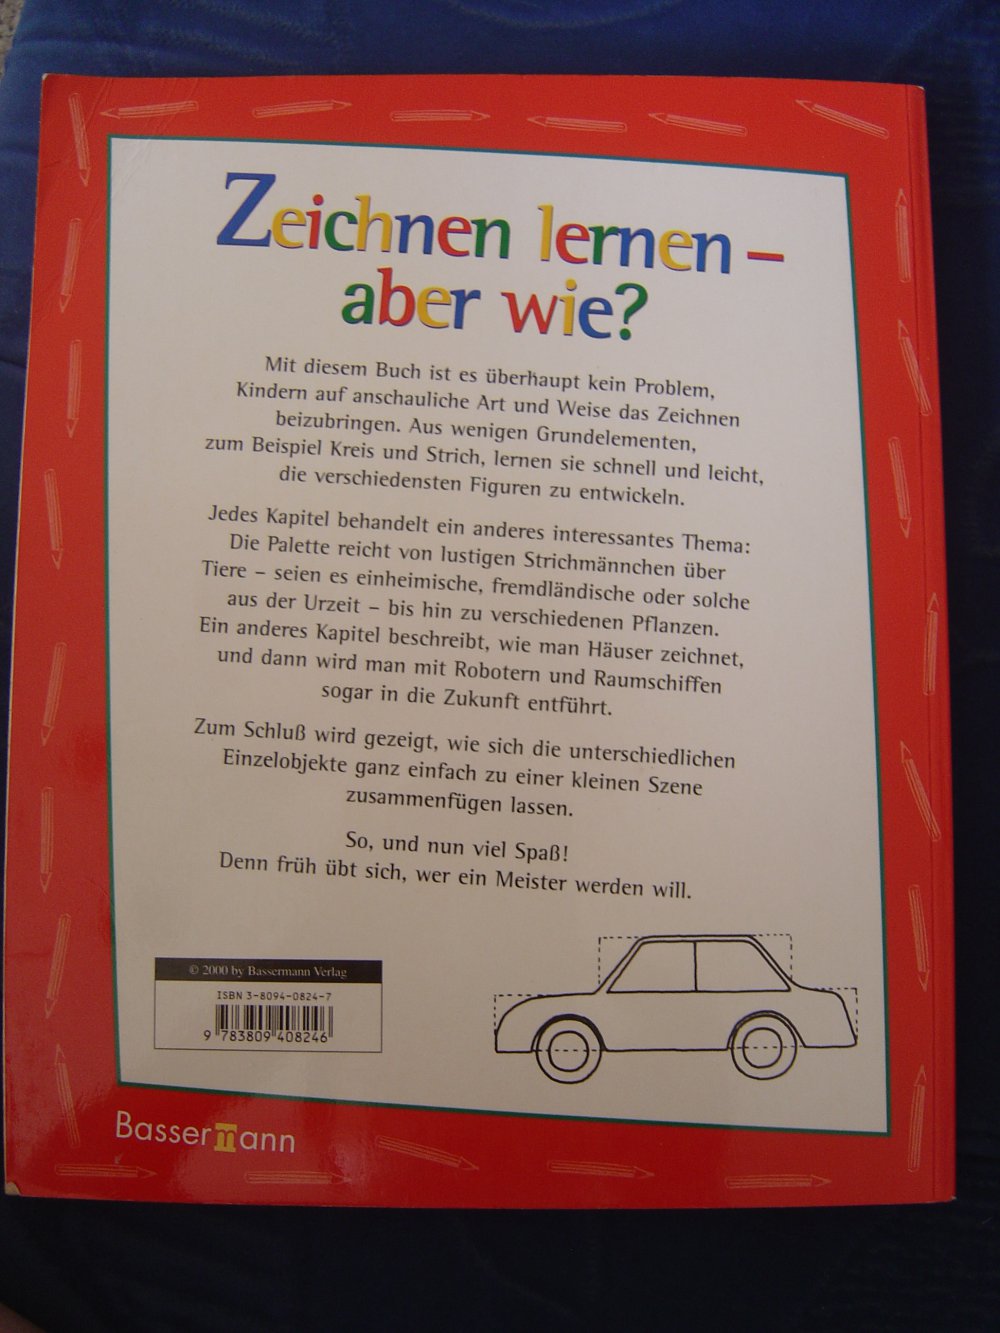 Zeichnen lernen –
aber wie?
Mit diesem Buch ist es überhaupt kein Problem,
Kindern auf anschauliche Art und Weise das Zeichnen
beizubringen. Aus wenigen Grundelementen,
zum Beispiel Kreis und Strich, lernen sie schnell und leicht,
die verschiedensten Figuren zu entwickeln.
Jedes Kapitel behandelt ein anderes interessantes Thema:
Die Palette reicht von lustigen Strichmännchen über
Tiere – seien es einheimische, fremdländische oder solche
aus der Urzeit – bis hin zu verschiedenen Pflanzen.
Ein anderes Kapitel beschreibt, wie man Häuser zeichnet,
und dann wird man mit Robotern und Raumschiffen
sogar in die Zukunft entführt.
Zum Schluß wird gezeigt, wie sich die unterschiedlichen
Einzelobjekte ganz einfach zu einer kleinen Szene
zusammenfügen lassen.
So, und nun viel Spaß!
Denn früh übt sich, wer ein Meister werden will.
© 2000 by Bassermann Verlag
ISBN 3-8094-0824-7
9 783809 408246
Bassermann